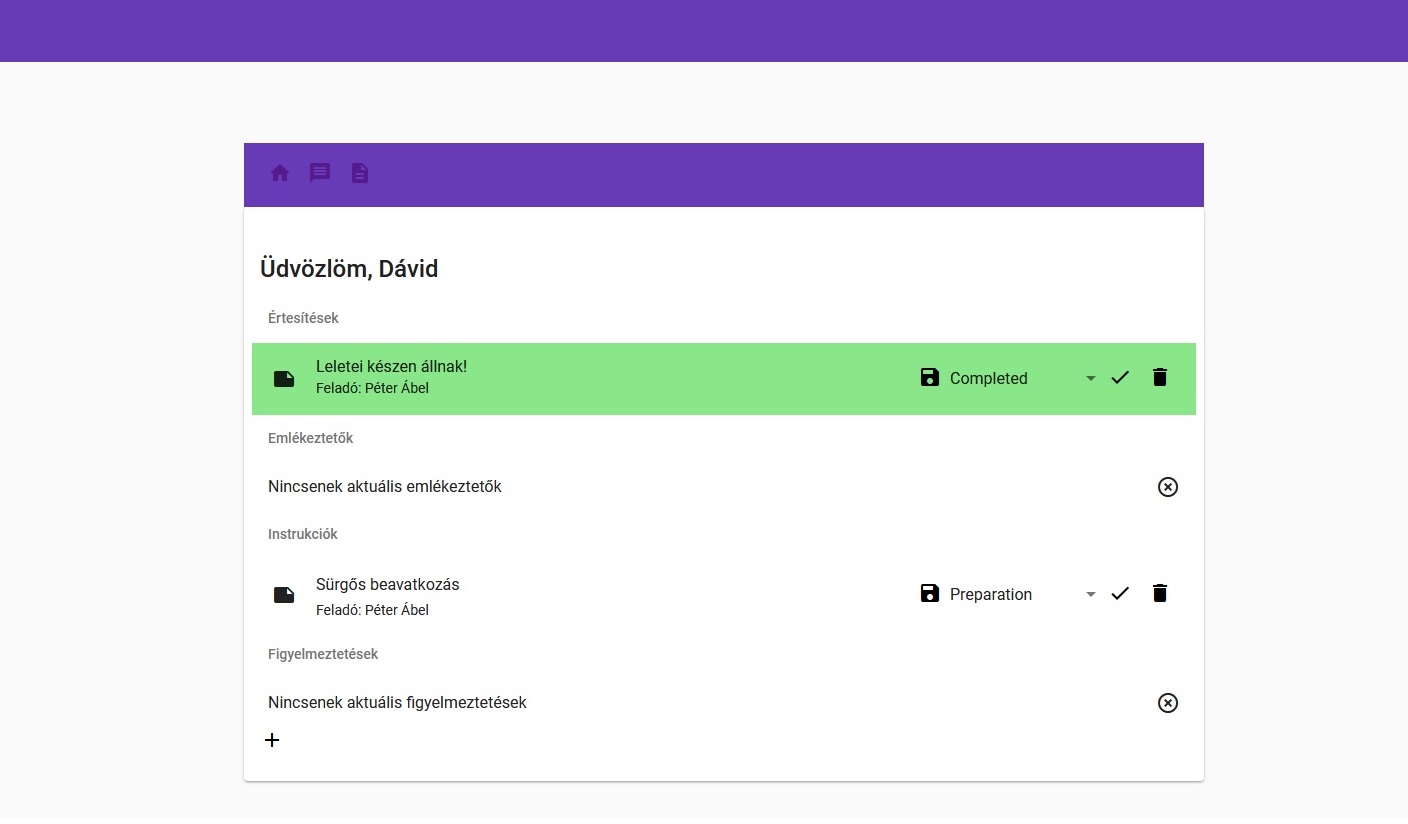 Üdvözlöm, Dávid
Értesítések
Leletei készen állnak!
Feladó: Péter Ábel
Completed
Emlékeztetők
Nincsenek aktuális emlékeztetők
Instrukciók
Sürgős beavatkozás
Feladó: Péter Ábel
Preparation
Figyelmeztetések
Nincsenek aktuális figyelmeztetések